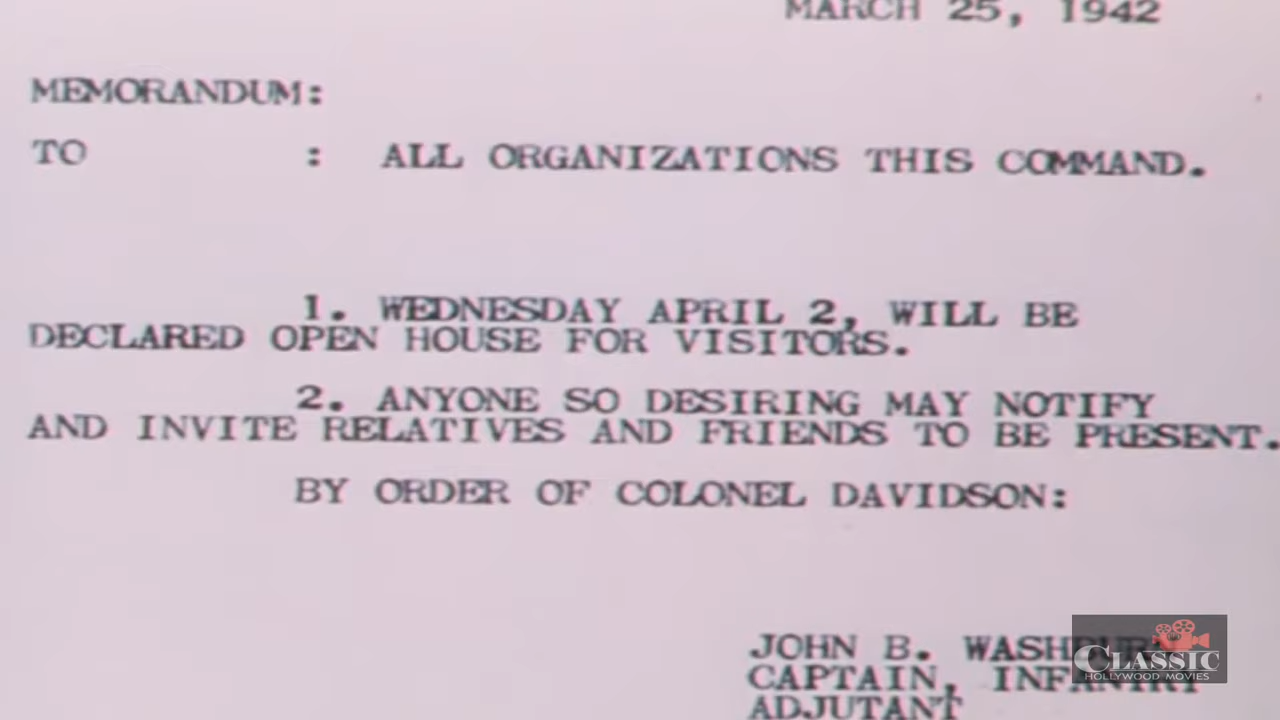 MARCH 25, 1942
MEMORANDUM:
TO : ALL ORGANIZATIONS THIS COMMAND.
1. WEDNESDAY APRIL 2, WILL BE
DECLARED OPEN HOUSE FOR VISITORS.
2. ANYONE SO DESIRING MAY NOTIFY
AND INVITE RELATIVES AND FRIENDS TO BE PRESENT.
BY ORDER OF COLONEL DAVIDSON:
JOHN B.
CAPTAIN, INFANTRY
ADJUTANT
CLASSIC
HOLLYWOOD MOVIES